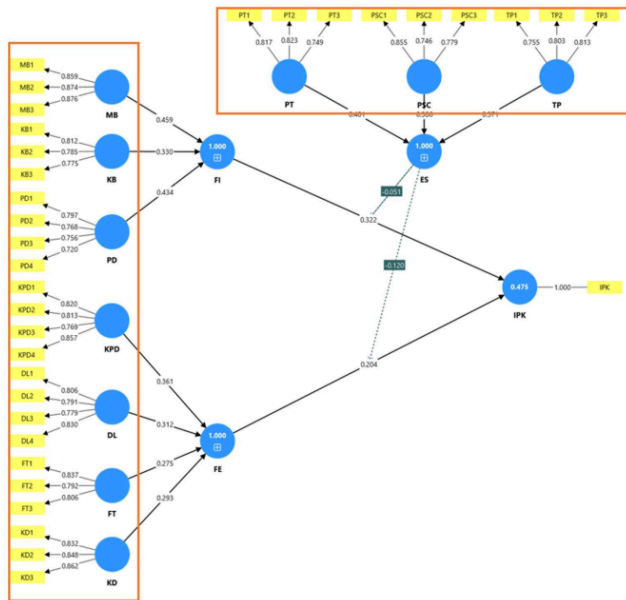 PT1 PT2 PT3 PSC1 PSC2 PSC3 TP1 TP2 TP3
0.817 0.823 0.749 0.855 0.746 0.779 0.755 0.803 0.813
PT PSC TP
MB1
MB2
MB3
0.859
0.874
0.876
MB
KB1
KB2
KB3
0.812
0.785
0.775
KB
PD1
PD2
PD3
PD4
0.797
0.768
0.756
0.720
PD
KPD1
KPD2
KPD3
KPD4
0.820
0.813
0.769
0.857
KPD
DL1
DL2
DL3
DL4
0.806
0.791
0.779
0.830
DL
FT1
FT2
FT3
0.837
0.792
0.806
FT
KD1
KD2
KD3
0.832
0.848
0.862
KD
0.459
0.330
0.434
1.000
FI
0.361
0.312
0.275
0.293
1.000
FE
1.000
ES
-0.051
0.322
-0.120
0.204
0.475
IPK
1.000
IPK